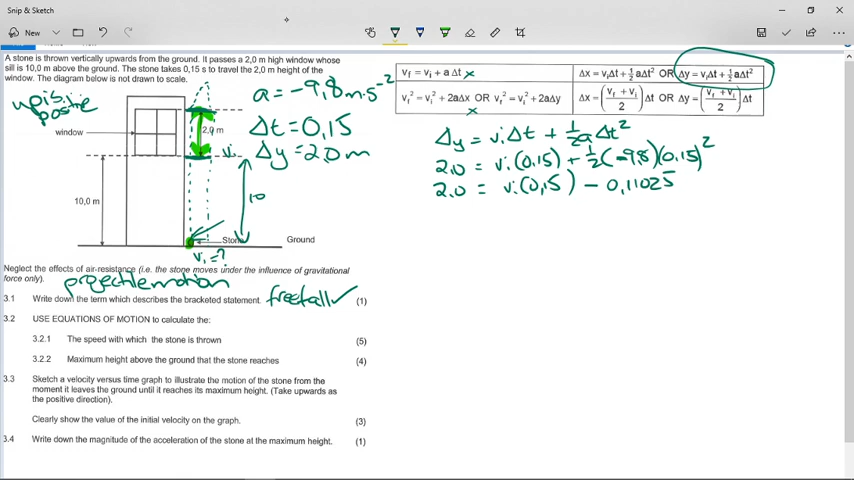 Snip & Sketch
A stone is thrown vertically upwards from the ground. It passes a 2,0 m high window whose
sill is 10,0 m above the ground. The stone takes 0,15 s to travel the 2,0 m height of the
window. The diagram below is not drawn to scale.
up is
positive
window
2,0 m
vi
10,0 m
10
Stone
Ground
vi = ?
a = -9,8 m·s⁻²
Δt = 0,15
Δy = 2,0 m
vf = vi + a Δt x
Δx = viΔt + ½aΔt² OR Δy = viΔt + ½aΔt²
vf² = vi² + 2aΔx OR vf² = vi² + 2aΔy
x
Δx = (vf + vi / 2) Δt OR Δy = (vf + vi / 2) Δt
Δy = viΔt + ½aΔt²
2,0 = vi(0,15) + ½(-9,8)(0,15)²
2,0 = vi(0,15) - 0,11025
Neglect the effects of air-resistance (i.e. the stone moves under the influence of gravitational
force only).
projectile motion
3.1 Write down the term which describes the bracketed statement. freefall ✓ (1)
3.2 USE EQUATIONS OF MOTION to calculate the:
3.2.1 The speed with which the stone is thrown (5)
3.2.2 Maximum height above the ground that the stone reaches (4)
3.3 Sketch a velocity versus time graph to illustrate the motion of the stone from the
moment it leaves the ground until it reaches its maximum height. (Take upwards as
the positive direction).
Clearly show the value of the initial velocity on the graph. (3)
3.4 Write down the magnitude of the acceleration of the stone at the maximum height. (1)